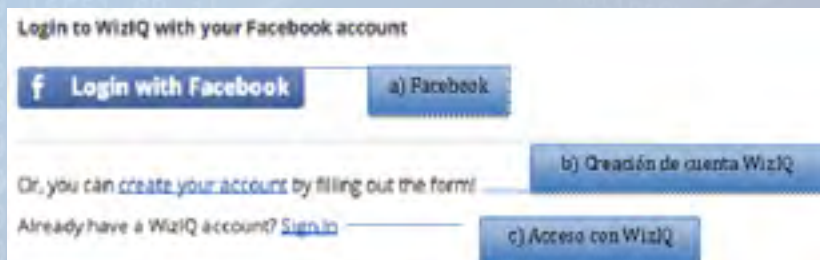 Login to WizIQ with your Facebook account
f Login with Facebook
a) Facebook
b) Creación de cuenta WizIQ
Or, you can create your account by filling out the form!
Already have a WizIQ account? Sign In
c) Acceso con WizIQ